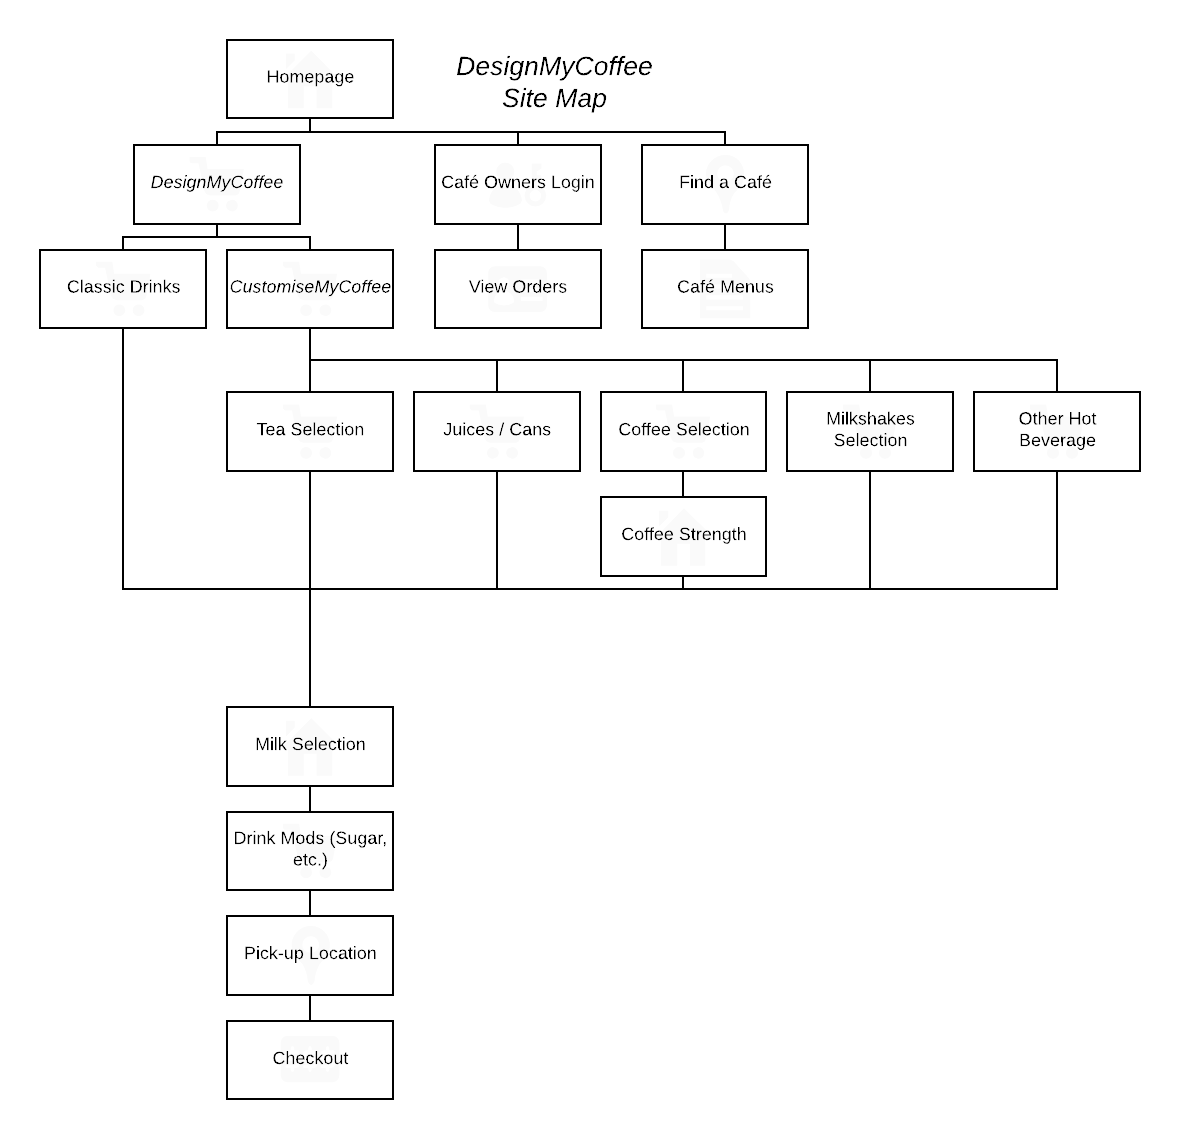 Homepage
DesignMyCoffee
Site Map
DesignMyCoffee
Café Owners Login
Find a Café
Classic Drinks
CustomiseMyCoffee
View Orders
Café Menus
Tea Selection
Juices / Cans
Coffee Selection
Milkshakes
Selection
Other Hot
Beverage
Coffee Strength
Milk Selection
Drink Mods (Sugar,
etc.)
Pick-up Location
Checkout